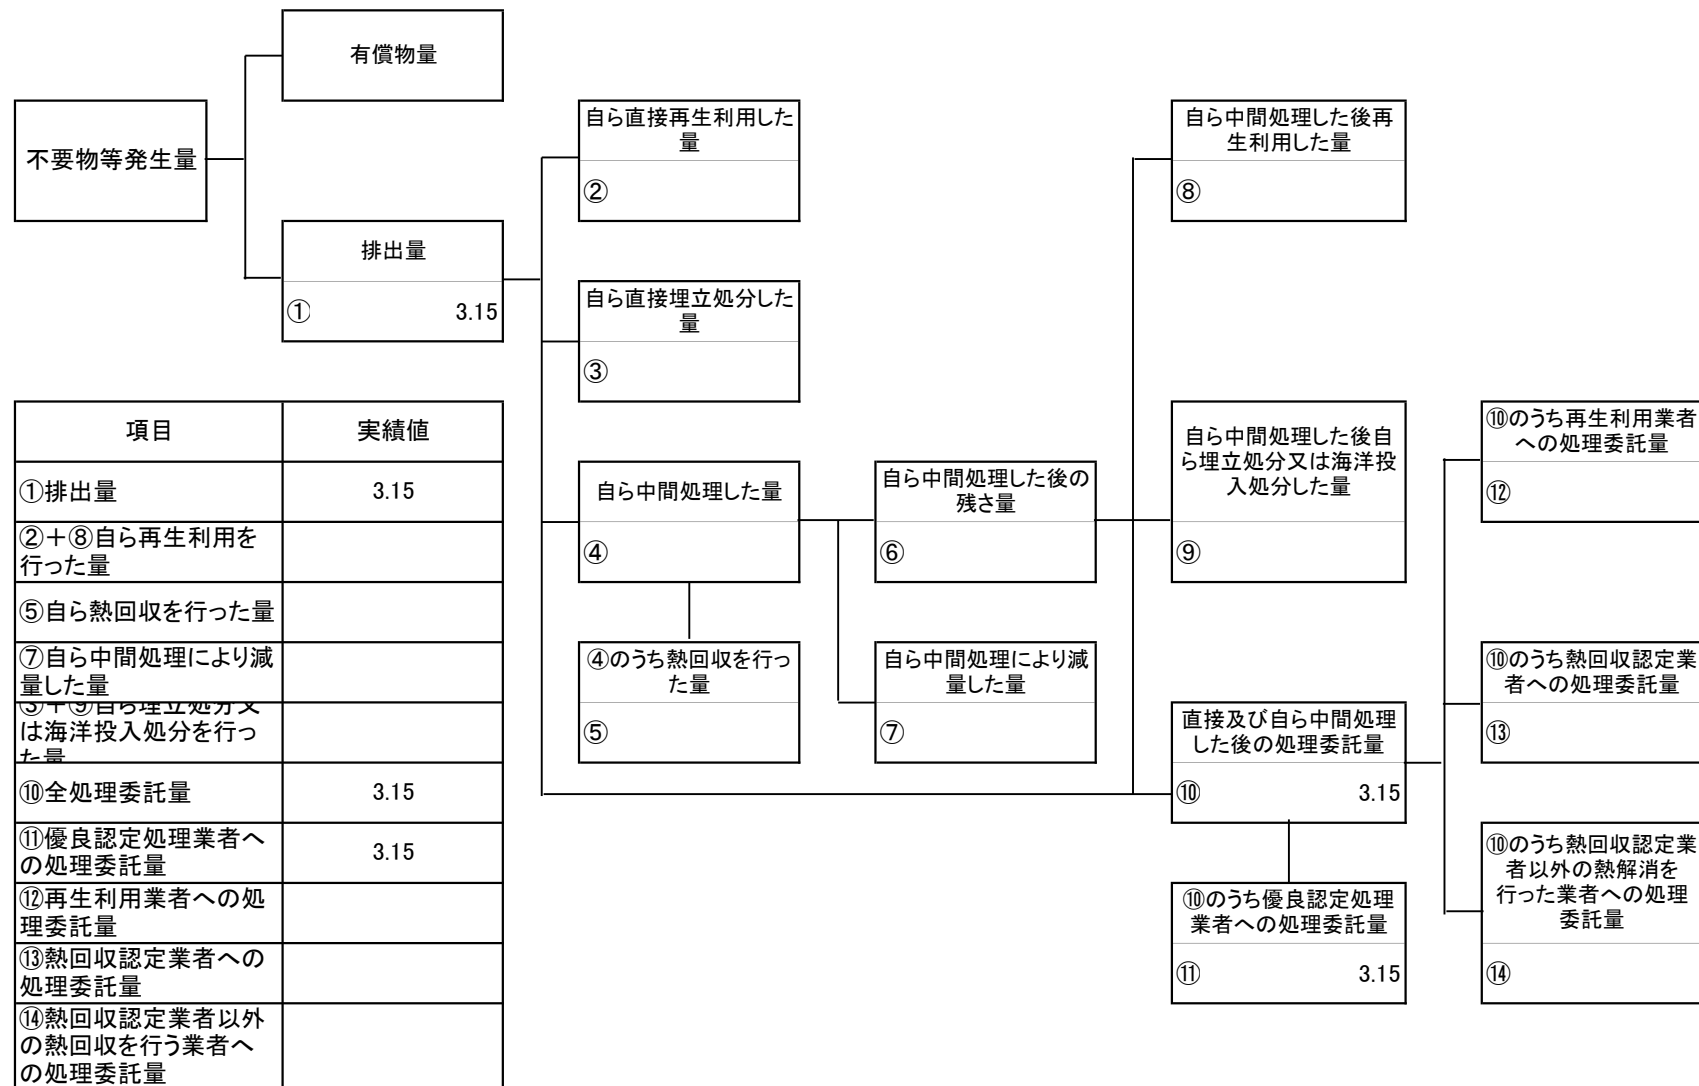 有償物量
不要物等発生量
排出量
① 3.15
自ら直接再生利用した
量
②
自ら直接埋立処分した
量
③
自ら中間処理した量
④
④のうち熱回収を行っ
た量
⑤
自ら中間処理した後の
残さ量
⑥
自ら中間処理により減
量した量
⑦
自ら中間処理した後再
生利用した量
⑧
自ら中間処理した後自
ら埋立処分又は海洋投
入処分した量
⑨
直接及び自ら中間処理
した後の処理委託量
⑩ 3.15
⑩のうち優良認定処理
業者への処理委託量
⑪ 3.15
⑩のうち再生利用業者
への処理委託量
⑫
⑩のうち熱回収認定業
者への処理委託量
⑬
⑩のうち熱回収認定業
者以外の熱解消を
行った業者への処理
委託量
⑭
項目 実績値
①排出量 3.15
②＋⑧自ら再生利用を
行った量
⑤自ら熱回収を行った量
⑦自ら中間処理により減
量した量
③＋⑨自ら埋立処分又
は海洋投入処分を行っ
た量
⑩全処理委託量 3.15
⑪優良認定処理業者へ
の処理委託量 3.15
⑫再生利用業者への処
理委託量
⑬熱回収認定業者への
処理委託量
⑭熱回収認定業者以外
の熱回収を行う業者へ
の処理委託量